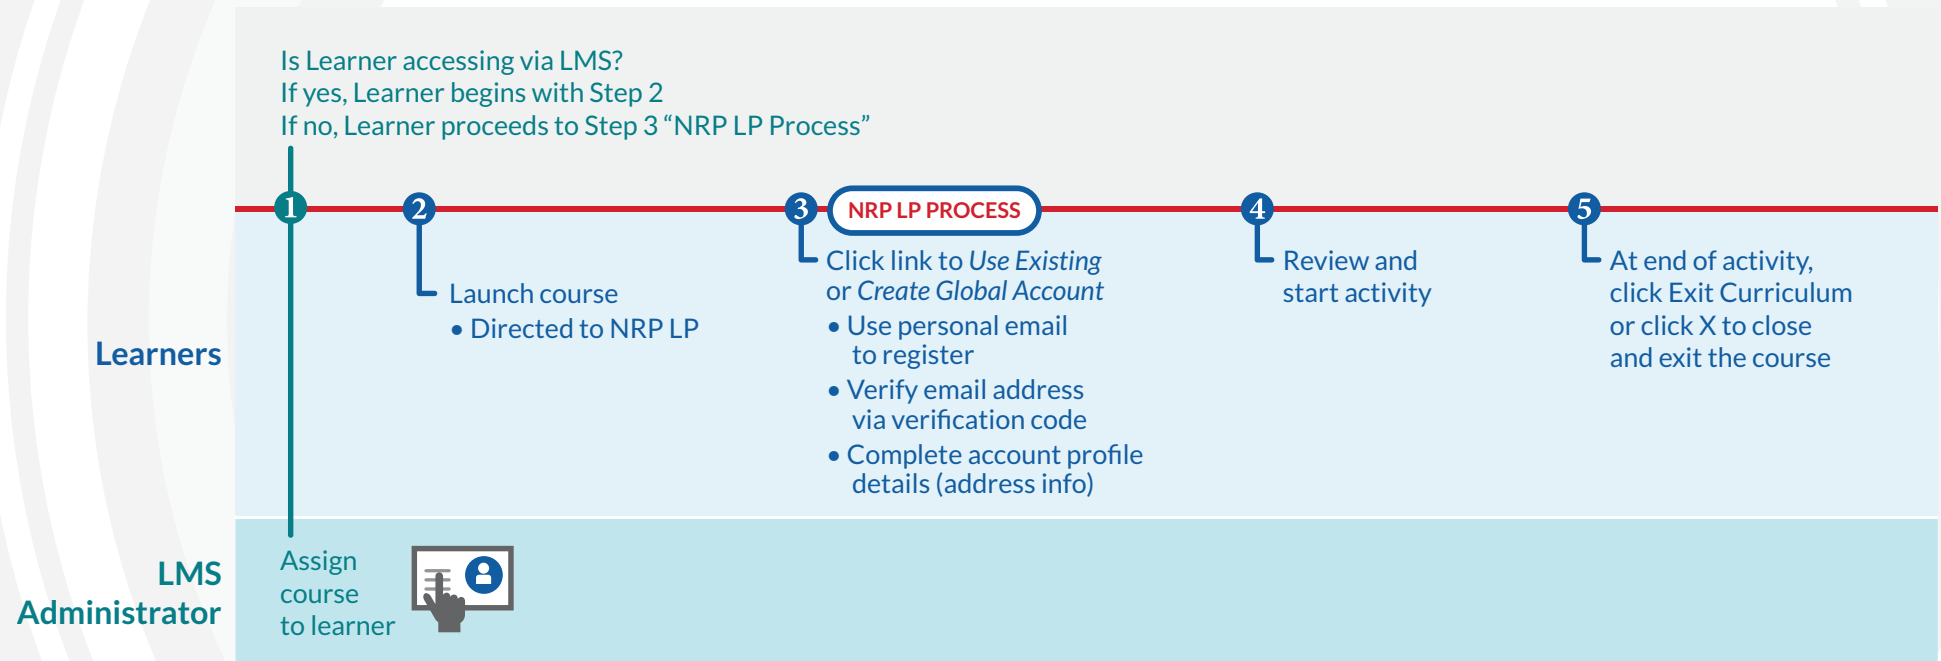 Is Learner accessing via LMS?
If yes, Learner begins with Step 2
If no, Learner proceeds to Step 3 “NRP LP Process”
1
2
3
NRP LP PROCESS
4
5
Learners
Launch course
• Directed to NRP LP
Click link to Use Existing
or Create Global Account
• Use personal email
to register
• Verify email address
via verification code
• Complete account profile
details (address info)
Review and
start activity
At end of activity,
click Exit Curriculum
or click X to close
and exit the course
LMS
Administrator
Assign
course
to learner